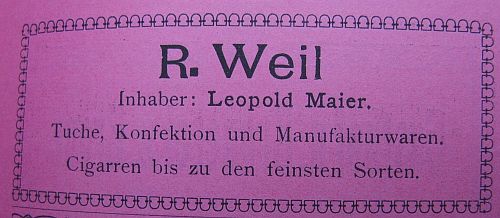 R. Weil
Inhaber: Leopold Maier.
Tuche, Konfektion und Manufakturwaren.
Cigarren bis zu den feinsten Sorten.